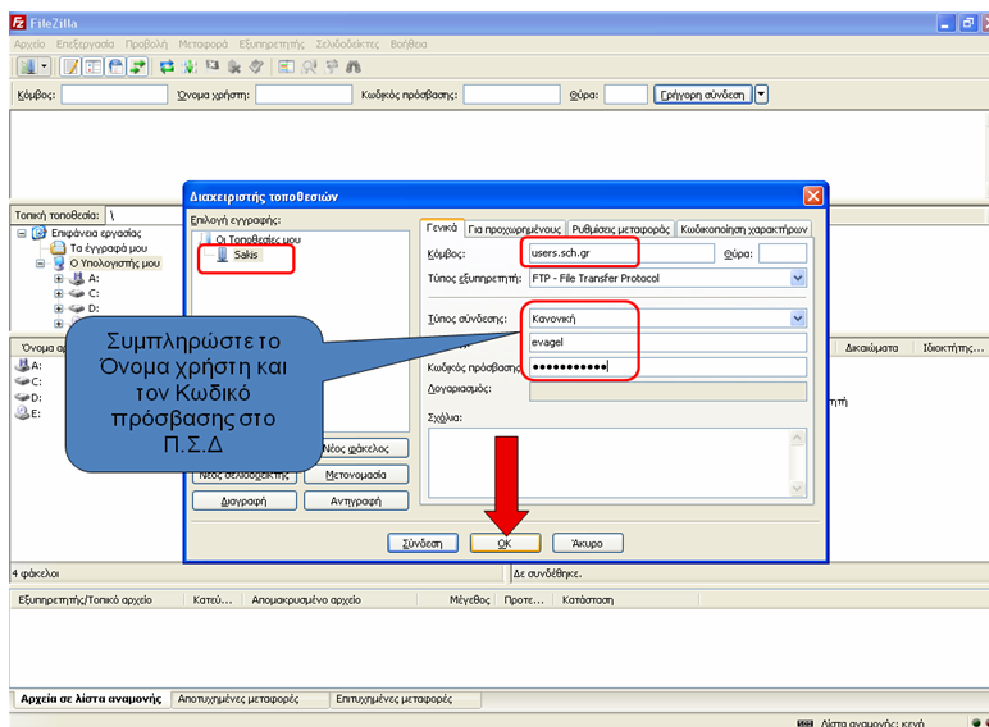 FileZilla
Αρχείο Επεξεργασία Προβολή Μεταφορά Εξυπηρετητής Σελιδοδείκτες Βοήθεια
Κόμβος: Όνομα χρήστη: Κωδικός πρόσβασης: Θύρα: Γρήγορη σύνδεση
Διαχειριστής τοποθεσιών
Τοπική τοποθεσία: \
Επιφάνεια εργασίας
Τα έγγραφά μου
Ο Υπολογιστής μου
A:
C:
D:
Επιλογή εγγραφής:
Οι Τοποθεσίες μου
Sakis
Γενικά Για προχωρημένους Ρυθμίσεις μεταφοράς Κωδικοποίηση χαρακτήρων
Κόμβος: users.sch.gr Θύρα:
Τύπος εξυπηρετητή: FTP - File Transfer Protocol
Τύπος σύνδεσης: Κανονική
evagel
Κωδικός πρόσβασης
Λογαριασμός:
Σχόλια:
Συμπληρώστε το
Όνομα χρήστη και
τον Κωδικό
πρόσβασης στο
Π.Σ.Δ
Δικαιώματα Ιδιοκτήτης...
A:
C:
D:
E:
Νέος φάκελος
Νέος σελιδοδείκτης Μετονομασία
Διαγραφή Αντιγραφή
Σύνδεση OK Άκυρο
4 φάκελοι
Δε συνδέθηκε.
Εξυπηρετητής/Τοπικό αρχείο Κατεύ... Απομακρυσμένο αρχείο Μέγεθος Προτε... Κατάσταση
Αρχεία σε λίστα αναμονής Αποτυχημένες μεταφορές Επιτυχημένες μεταφορές
Λίστα αναμονής: κενή